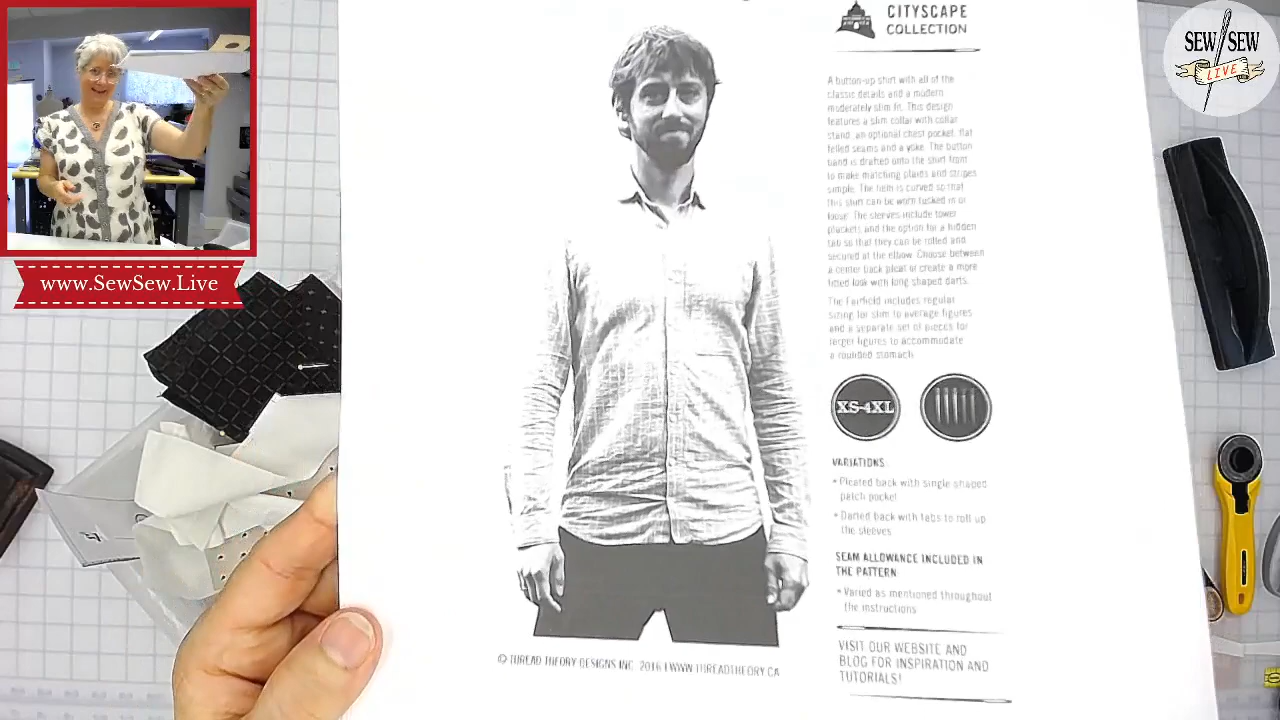 CITYSCAPE
COLLECTION
SEW SEW
LIVE
A button-up shirt with all of the
classic details and a modern
moderately slim fit. This design
features a slim collar with collar
stand, an optional chest pocket, flat
felled seams and a yoke. The button
band is drafted onto the shirt front
to make matching plaids and stripes
simple. The hem is curved so that
this shirt can be worn tucked in or
loose. The sleeves include tower
plackets and the option for a hidden
tab so that they can be rolled and
secured at the elbow. Choose between
a center back pleat or create a more
fitted look with long shaped darts.
The Fairfield includes regular
sizing for slim to average figures
and a separate set of pieces for
larger figures to accommodate
a rounded stomach.
www.SewSew.Live
XS-4XL
VARIATIONS
• Pleated back with single shaped
patch pocket
• Darted back with tabs to roll up
the sleeves
SEAM ALLOWANCE INCLUDED IN
THE PATTERN
• Varied as mentioned throughout
the instructions
VISIT OUR WEBSITE AND
BLOG FOR INSPIRATION AND
TUTORIALS!
© THREAD THEORY DESIGNS INC. 2016 | WWW.THREADTHEORY.CA